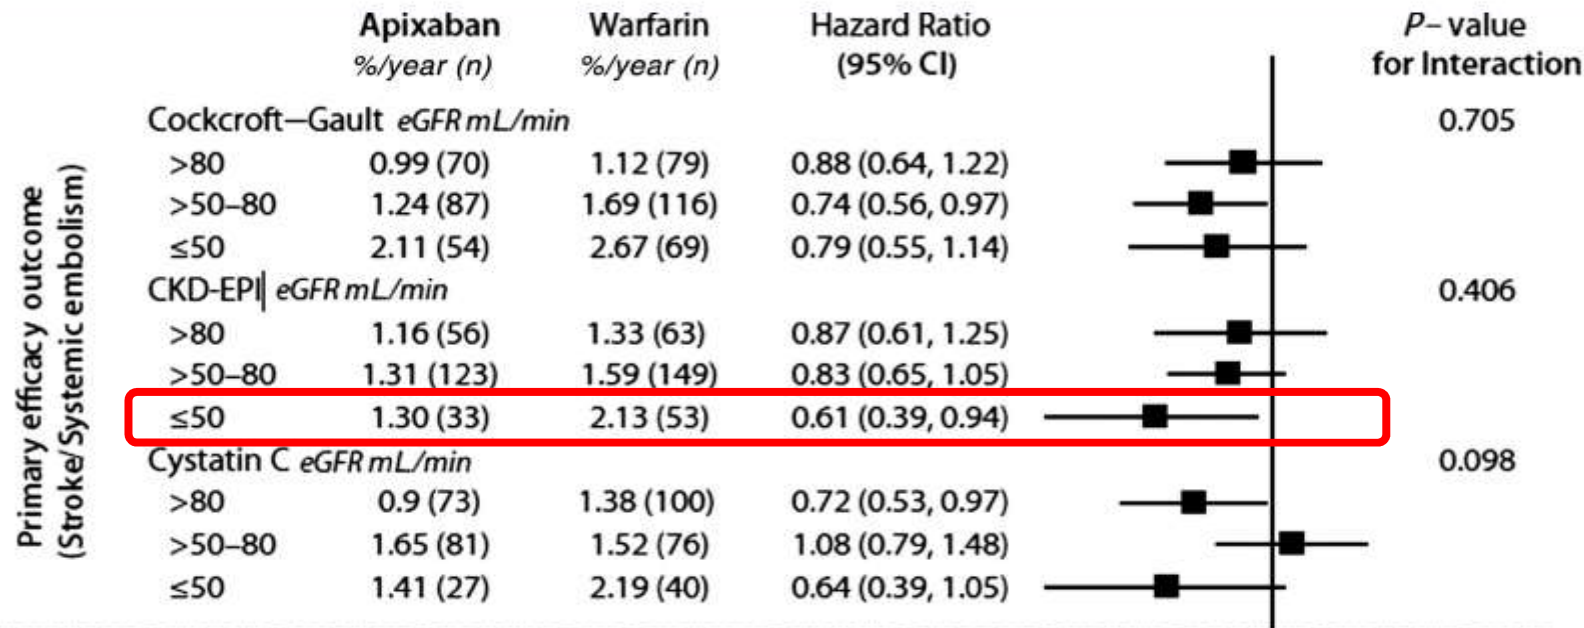 Apixaban Warfarin Hazard Ratio P– value
%/year (n) %/year (n) (95% CI) for Interaction
Primary efficacy outcome
(Stroke/Systemic embolism)
Cockcroft–Gault eGFR mL/min 0.705
>80 0.99 (70) 1.12 (79) 0.88 (0.64, 1.22)
>50–80 1.24 (87) 1.69 (116) 0.74 (0.56, 0.97)
≤50 2.11 (54) 2.67 (69) 0.79 (0.55, 1.14)
CKD-EPI eGFR mL/min 0.406
>80 1.16 (56) 1.33 (63) 0.87 (0.61, 1.25)
>50–80 1.31 (123) 1.59 (149) 0.83 (0.65, 1.05)
≤50 1.30 (33) 2.13 (53) 0.61 (0.39, 0.94)
Cystatin C eGFR mL/min 0.098
>80 0.9 (73) 1.38 (100) 0.72 (0.53, 0.97)
>50–80 1.65 (81) 1.52 (76) 1.08 (0.79, 1.48)
≤50 1.41 (27) 2.19 (40) 0.64 (0.39, 1.05)